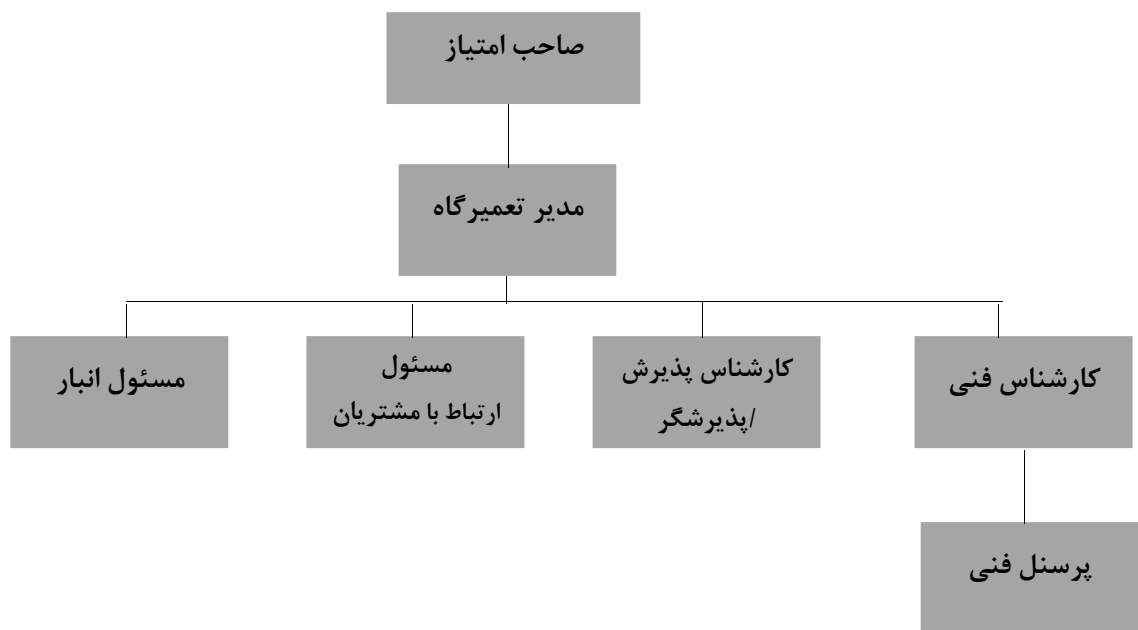 صاحب امتیاز
مدیر تعمیرگاه
کارشناس فنی
کارشناس پذیرش
/پذیرشگر
مسئول
ارتباط با مشتریان
مسئول انبار
پرسنل فنی